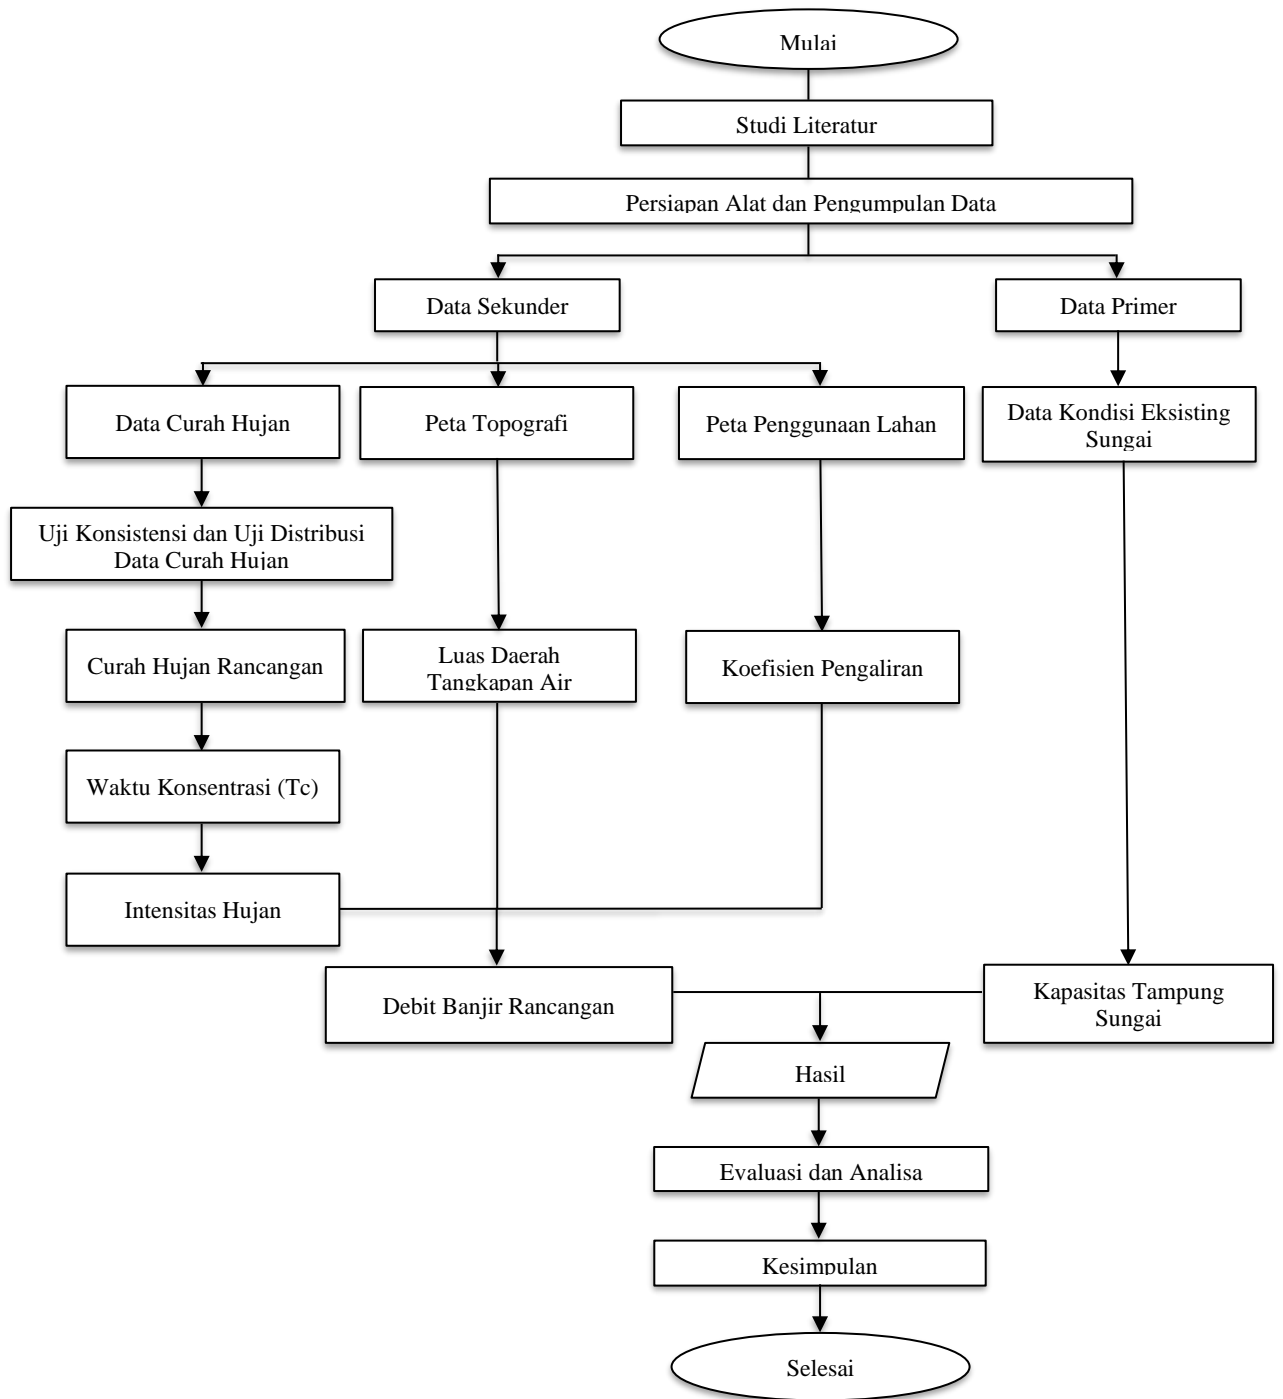 Mulai
Studi Literatur
Persiapan Alat dan Pengumpulan Data
Data Sekunder
Data Primer
Data Curah Hujan
Peta Topografi
Peta Penggunaan Lahan
Data Kondisi Eksisting
Sungai
Uji Konsistensi dan Uji Distribusi
Data Curah Hujan
Curah Hujan Rancangan
Luas Daerah
Tangkapan Air
Koefisien Pengaliran
Waktu Konsentrasi (Tc)
Intensitas Hujan
Debit Banjir Rancangan
Kapasitas Tampung
Sungai
Hasil
Evaluasi dan Analisa
Kesimpulan
Selesai